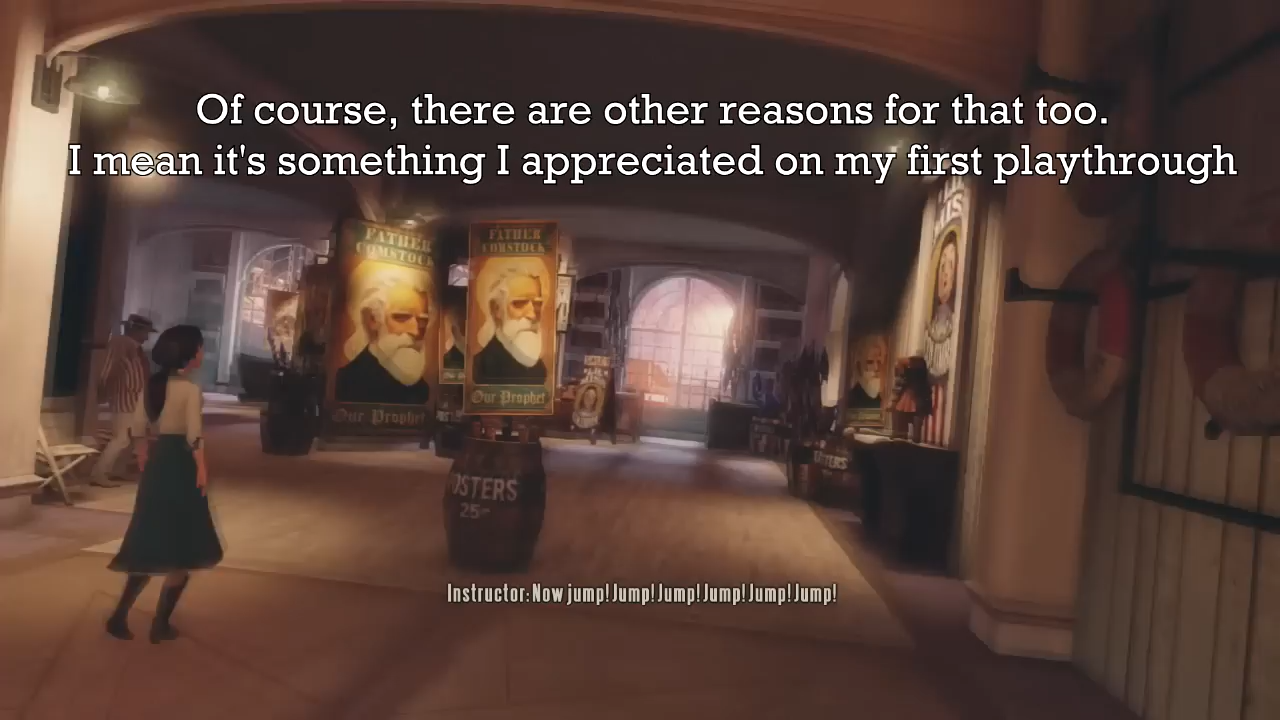 Of course, there are other reasons for that too.
I mean it's something I appreciated on my first playthrough
FATHER
COMSTOCK
Our Prophet
FATHER
COMSTOCK
Our Prophet
OSTERS
25¢
Instructor: Now jump! Jump! Jump! Jump! Jump! Jump!